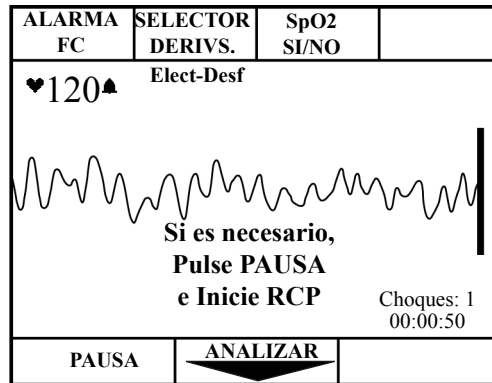 ALARMA FC
SELECTOR DERIVS.
SpO2 SI/NO
120
Elect-Desf
Si es necesario,
Pulse PAUSA
e Inicie RCP
Choques: 1
00:00:50
PAUSA
ANALIZAR